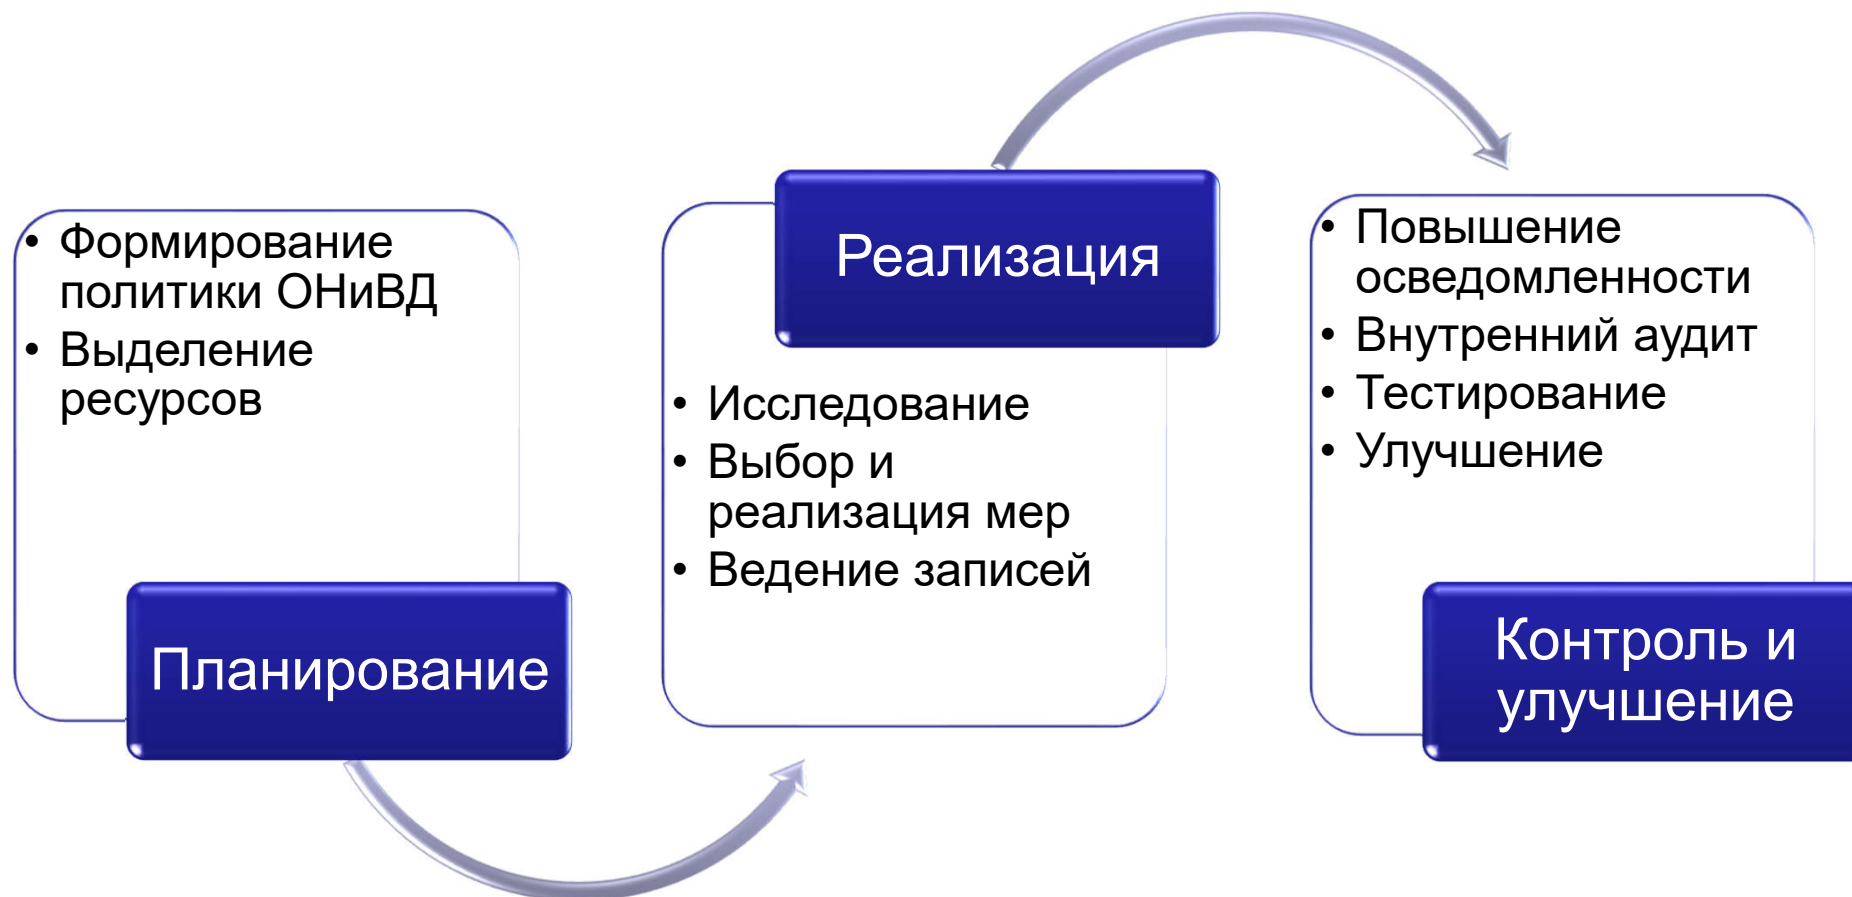 • Формирование
политики ОНиВД
• Выделение
ресурсов
Планирование
Реализация
• Исследование
• Выбор и
реализация мер
• Ведение записей
• Повышение
осведомленности
• Внутренний аудит
• Тестирование
• Улучшение
Контроль и
улучшение